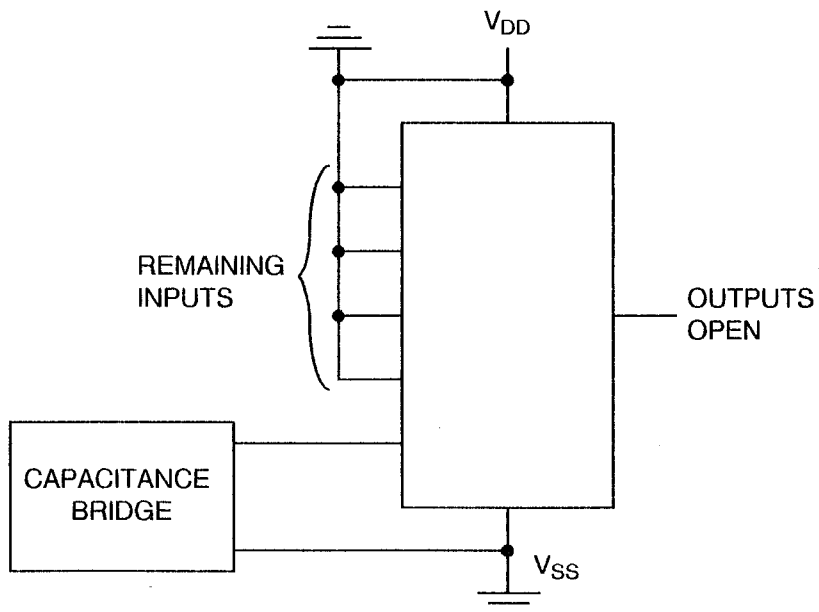 VDD
REMAINING
INPUTS
OUTPUTS
OPEN
CAPACITANCE
BRIDGE
VSS